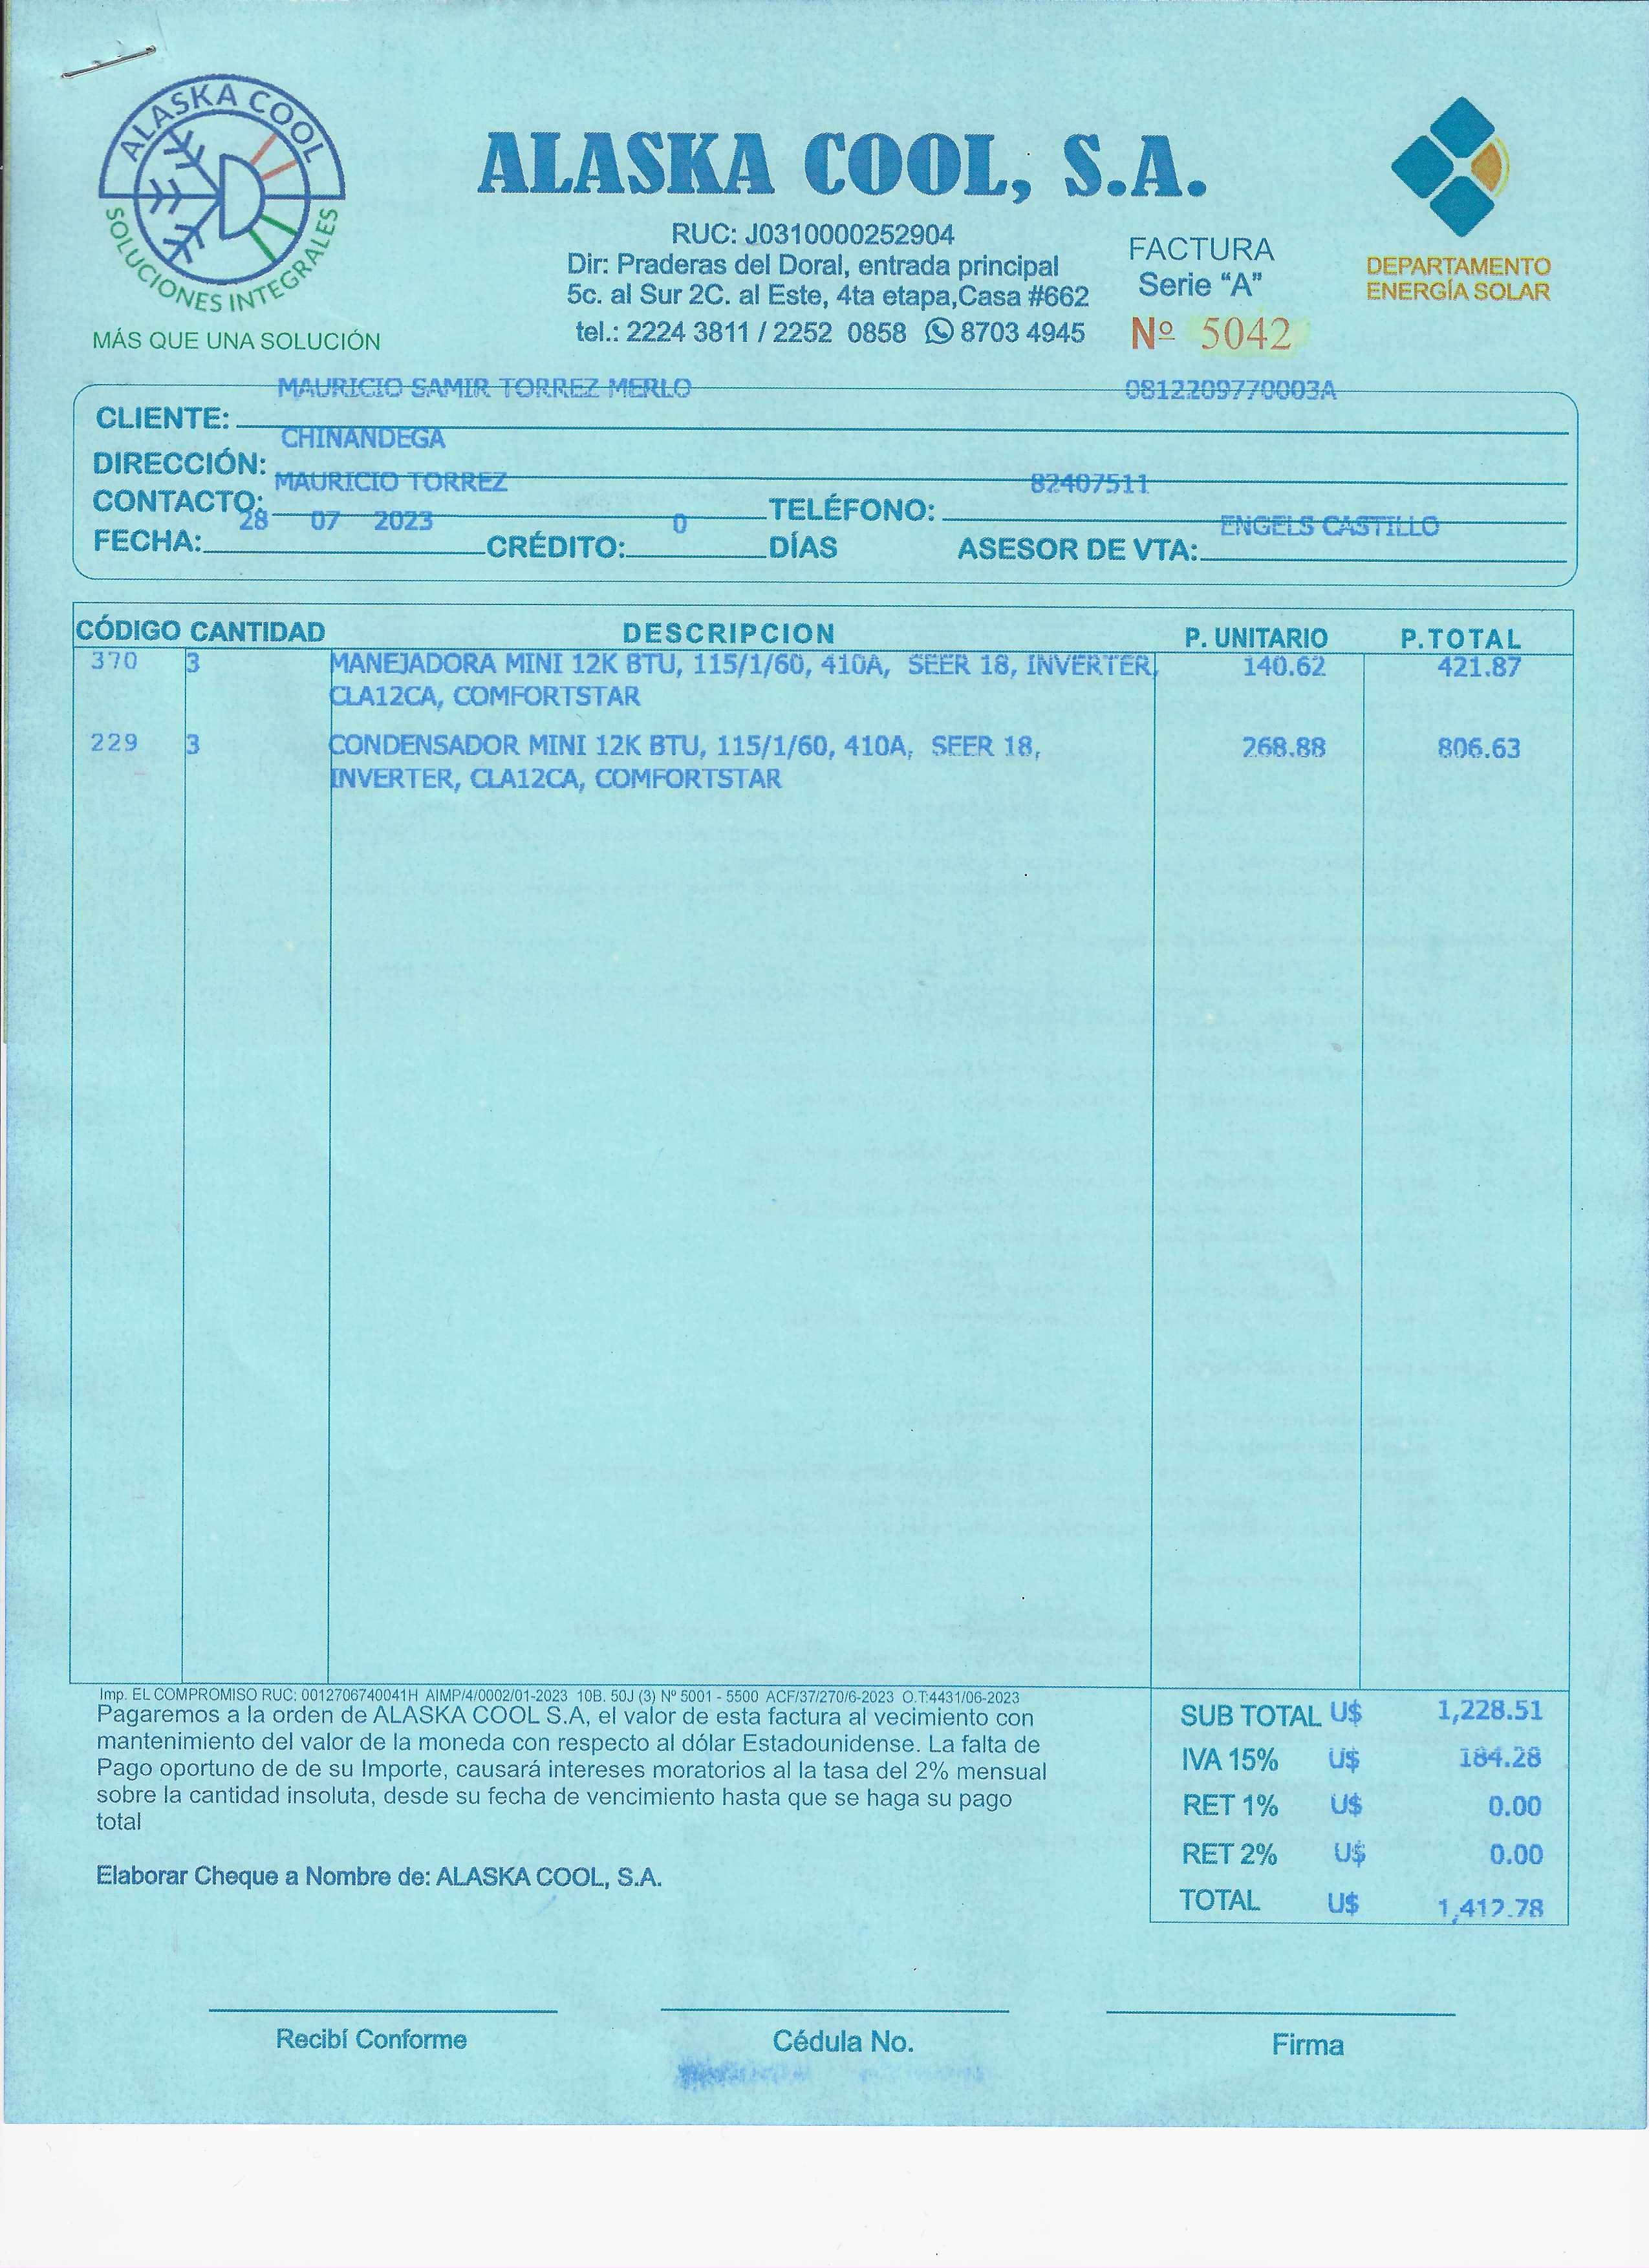 ALASKA COOL
SOLUCIONES INTEGRALES
MÁS QUE UNA SOLUCIÓN
ALASKA COOL, S.A.
RUC: J0310000252904
Dir: Praderas del Doral, entrada principal
5c. al Sur 2C. al Este, 4ta etapa,Casa #662
tel.: 2224 3811 / 2252 0858 8703 4945
FACTURA
Serie “A”
Nº 5042
DEPARTAMENTO
ENERGÍA SOLAR
CLIENTE: MAURICIO SAMIR TORREZ MERLO 0812209770003A
DIRECCIÓN: CHINANDEGA
CONTACTO: MAURICIO TORREZ TELÉFONO: 82407511
FECHA: 28 07 2023 CRÉDITO: 0 DÍAS ASESOR DE VTA: ENGELS CASTILLO
CÓDIGO CANTIDAD DESCRIPCION P. UNITARIO P.TOTAL
370 3 MANEJADORA MINI 12K BTU, 115/1/60, 410A, SEER 18, INVERTER, 140.62 421.87
CLA12CA, COMFORTSTAR
229 3 CONDENSADOR MINI 12K BTU, 115/1/60, 410A, SEER 18, 268.88 806.63
INVERTER, CLA12CA, COMFORTSTAR
Imp. EL COMPROMISO RUC: 0012706740041H AIMP/4/0002/01-2023 10B. 50J (3) Nº 5001 - 5500 ACF/37/270/6-2023 O.T:4431/06-2023
Pagaremos a la orden de ALASKA COOL S.A, el valor de esta factura al vecimiento con
mantenimiento del valor de la moneda con respecto al dólar Estadounidense. La falta de
Pago oportuno de de su Importe, causará intereses moratorios al la tasa del 2% mensual
sobre la cantidad insoluta, desde su fecha de vencimiento hasta que se haga su pago
total
Elaborar Cheque a Nombre de: ALASKA COOL, S.A.
SUB TOTAL U$ 1,228.51
IVA 15% U$ 184.28
RET 1% U$ 0.00
RET 2% U$ 0.00
TOTAL U$ 1,412.78
Recibí Conforme
Cédula No.
Firma